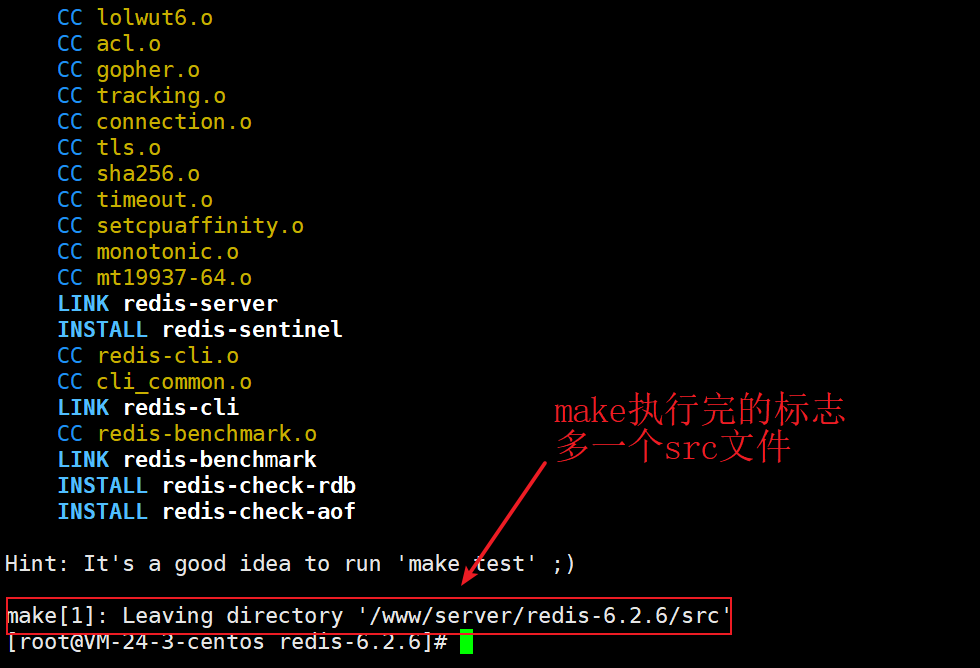 CC lolwut6.o
CC acl.o
CC gopher.o
CC tracking.o
CC connection.o
CC tls.o
CC sha256.o
CC timeout.o
CC setcpuaffinity.o
CC monotonic.o
CC mt19937-64.o
LINK redis-server
INSTALL redis-sentinel
CC redis-cli.o
CC cli_common.o
LINK redis-cli
CC redis-benchmark.o
LINK redis-benchmark
INSTALL redis-check-rdb
INSTALL redis-check-aof
make执行完的标志
多一个src文件
Hint: It's a good idea to run 'make test' ;)
make[1]: Leaving directory '/www/server/redis-6.2.6/src'
[root@VM-24-3-centos redis-6.2.6]#